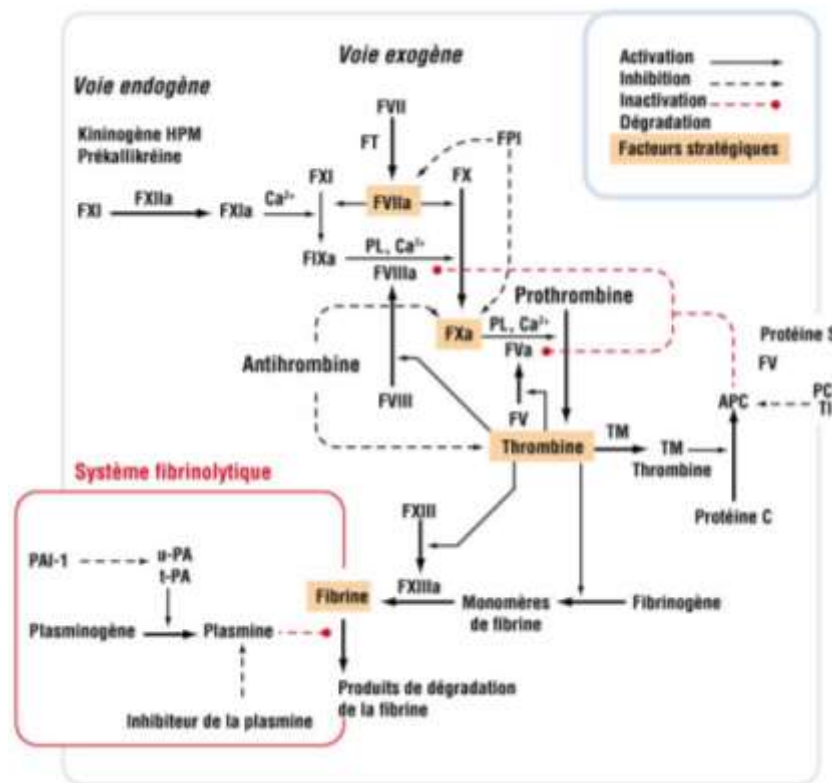 Voie exogène
Voie endogène
Activation
Inhibition
Inactivation
Dégradation
Facteurs stratégiques
Kininogène HPM
Prékallikréine
FVII
FT
FPI
FXI
FX
FVIIa
FXI
FXIIa
FXIa
Ca²⁺
FIXa
PL, Ca²⁺
FVIIIa
Prothrombine
FXa
PL, Ca²⁺
FVa
Antihrombine
FVIII
FV
Protéine S
FV
PC
APC
TI
Thrombine
TM
TM
Thrombine
Protéine C
Système fibrinolytique
FXIII
PAI-1
u-PA
t-PA
FXIIIa
Fibrine
Monomères
de fibrine
Fibrinogène
Plasminogène
Plasmine
Produits de dégradation
de la fibrine
Inhibiteur de la plasmine